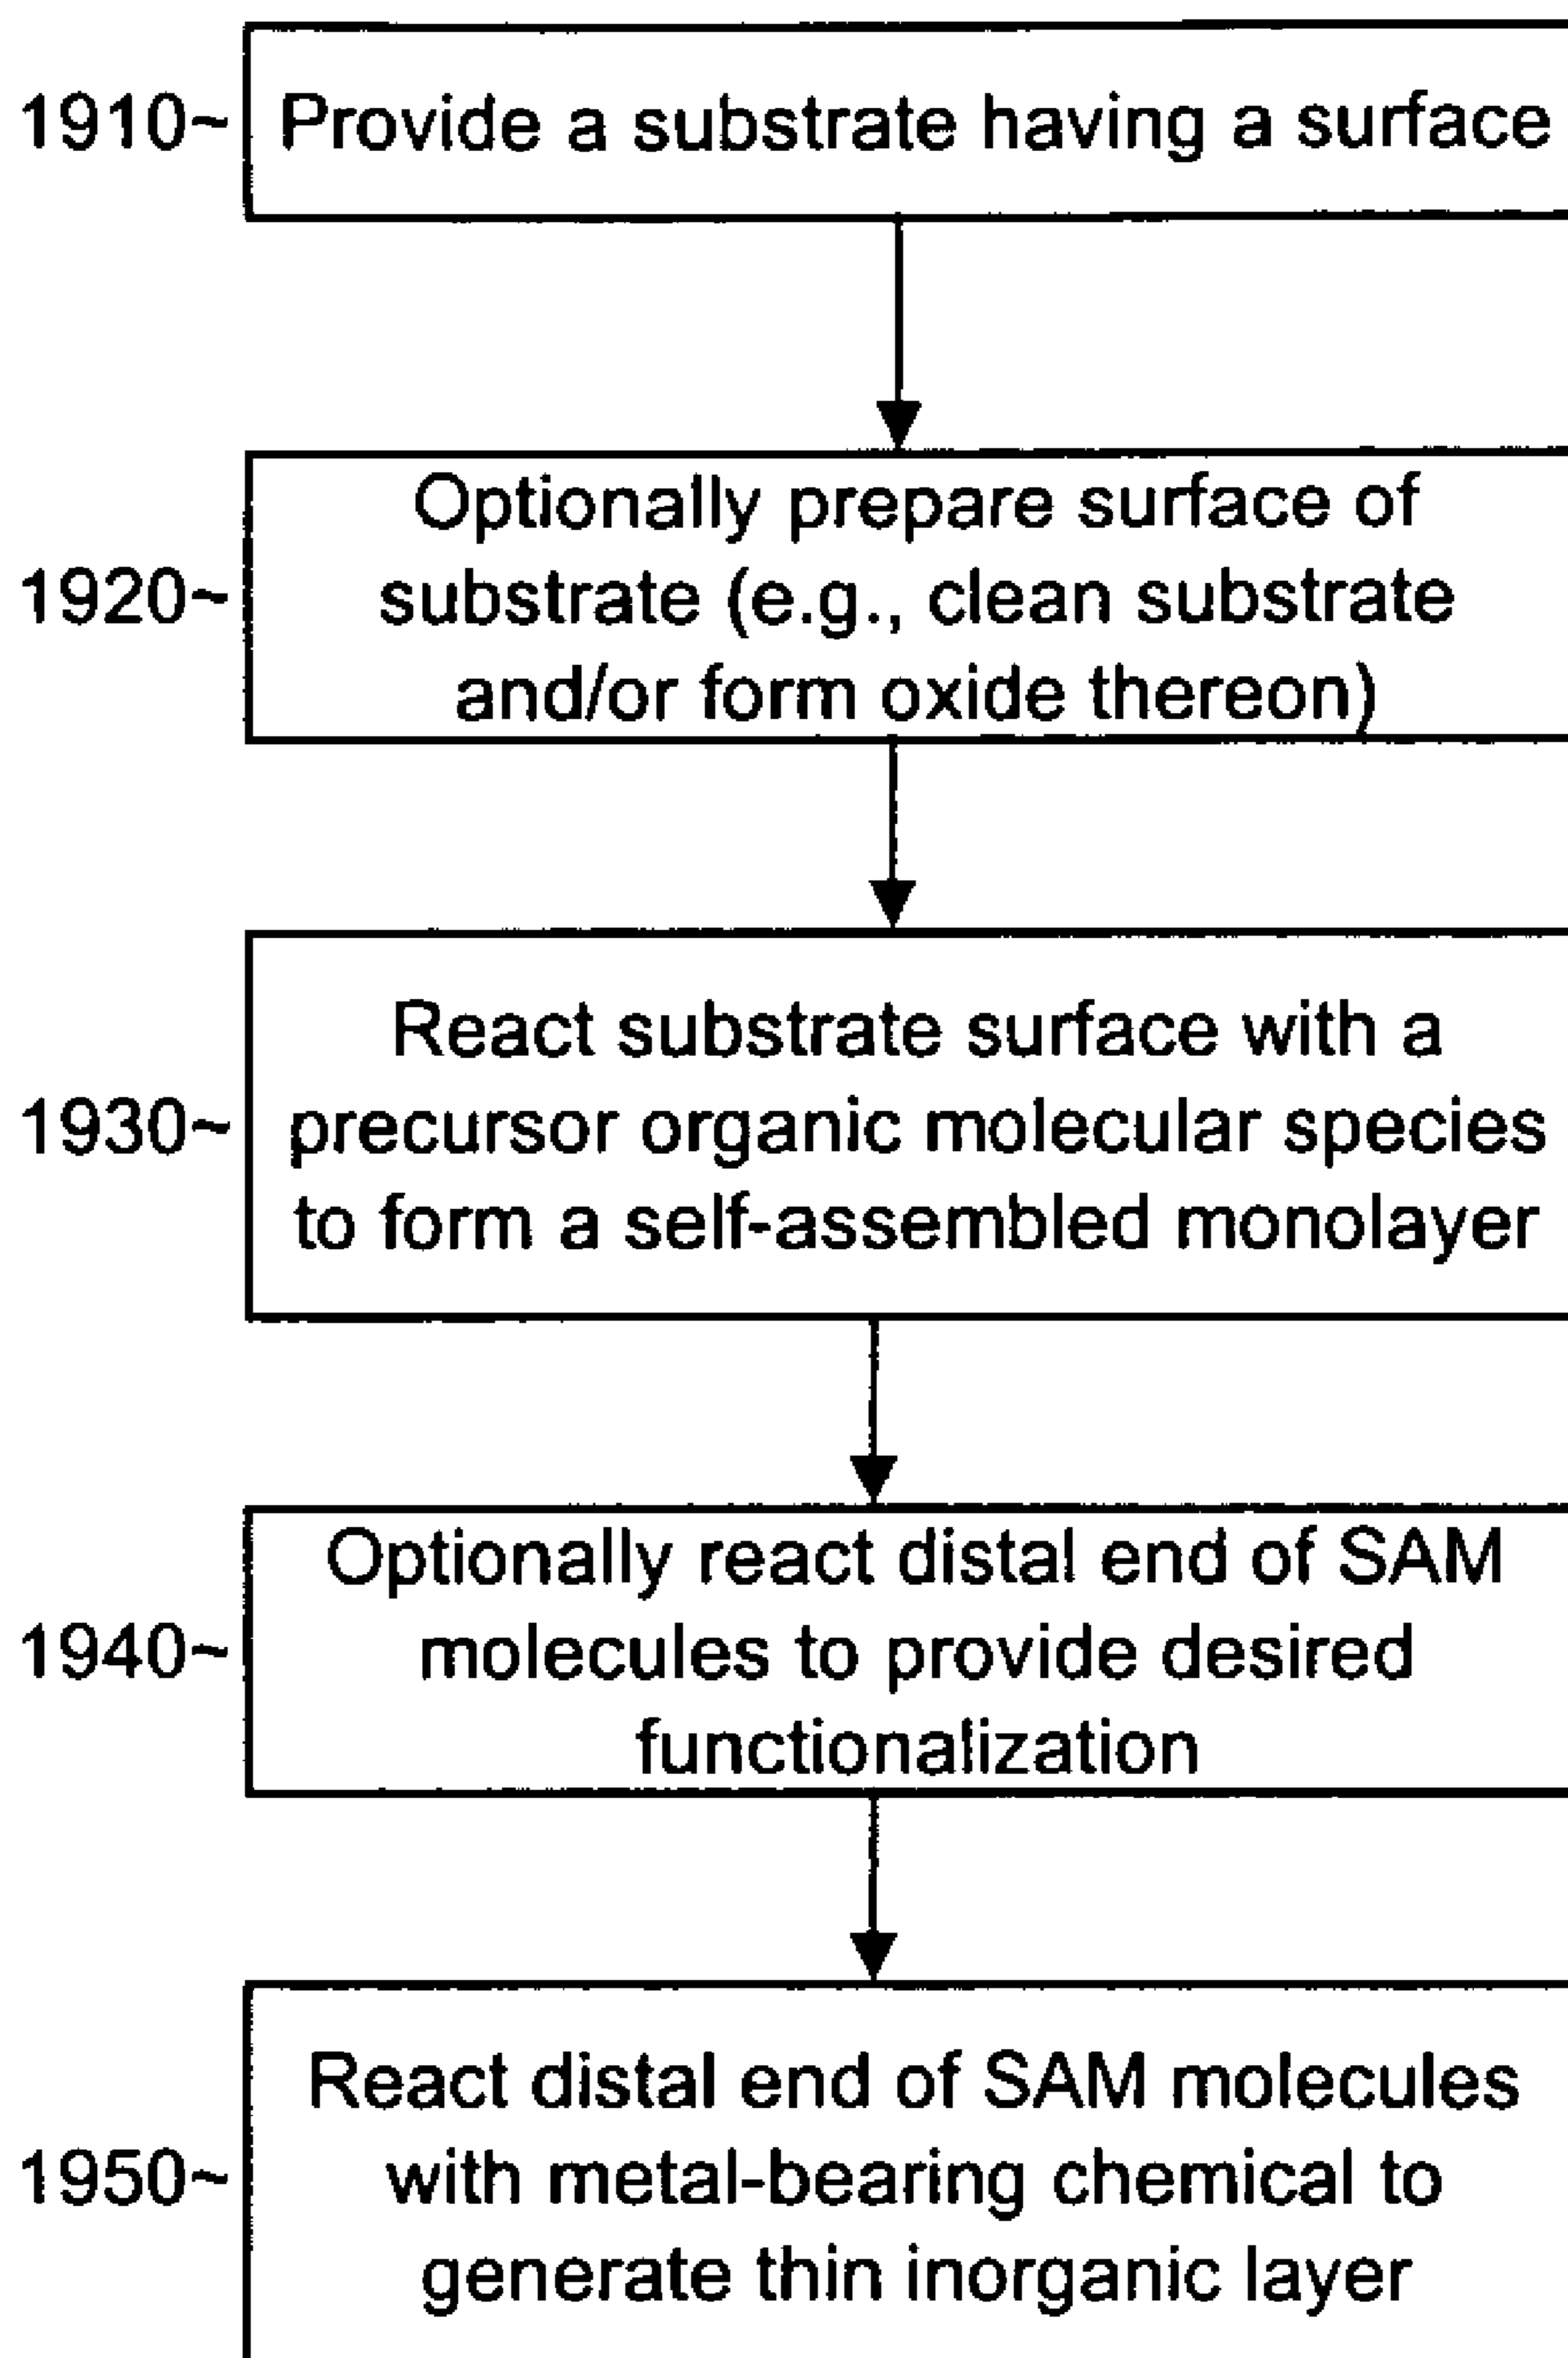 1910~ Provide a substrate having a surface
Optionally prepare surface of
1920~ substrate (e.g., clean substrate
and/or form oxide thereon)
React substrate surface with a
1930~ precursor organic molecular species
to form a self-assembled monolayer
Optionally react distal end of SAM
1940~ molecules to provide desired
functionalization
React distal end of SAM molecules
1950~ with metal-bearing chemical to
generate thin inorganic layer